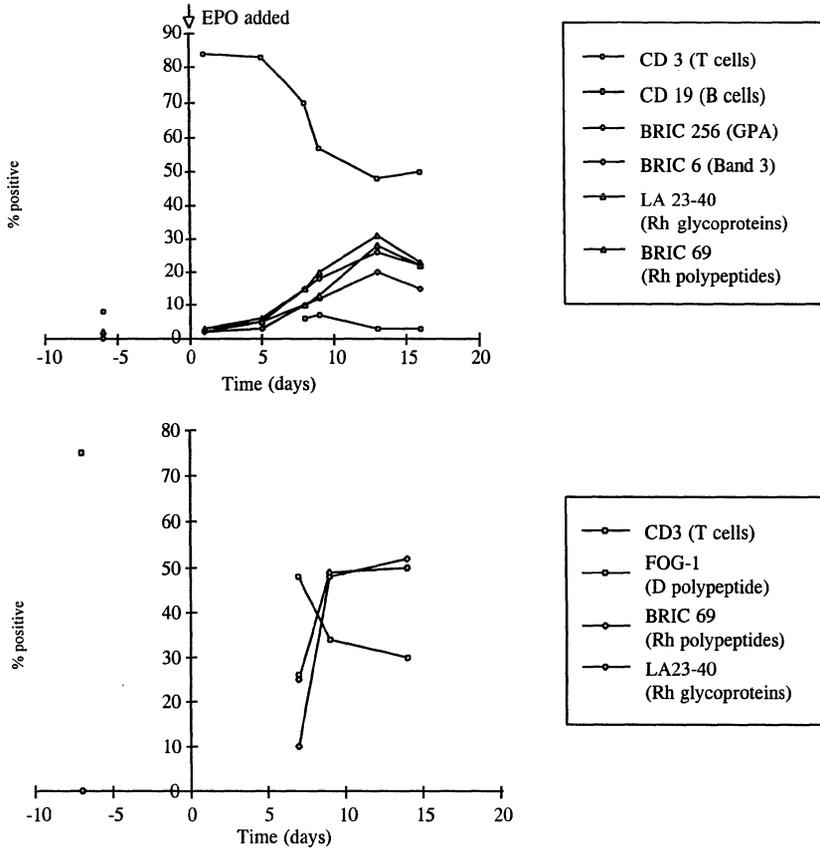 EPO added
90
80
70
60
50
40
30
20
10
0
% positive
-10 -5 0 5 10 15 20
Time (days)
CD 3 (T cells)
CD 19 (B cells)
BRIC 256 (GPA)
BRIC 6 (Band 3)
LA 23-40
(Rh glycoproteins)
BRIC 69
(Rh polypeptides)
80
70
60
50
40
30
20
10
0
% positive
-10 -5 0 5 10 15 20
Time (days)
CD3 (T cells)
FOG-1
(D polypeptide)
BRIC 69
(Rh polypeptides)
LA23-40
(Rh glycoproteins)